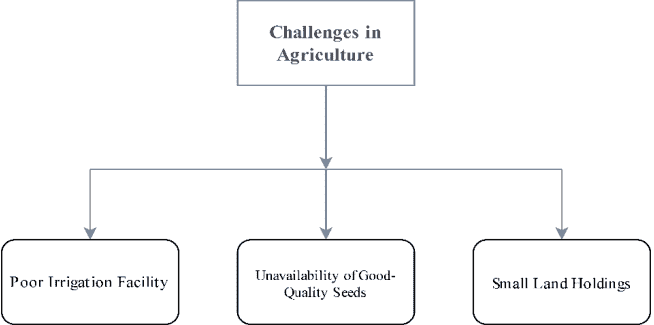 Challenges in
Agriculture
Poor Irrigation Facility
Unavailability of Good-
Quality Seeds
Small Land Holdings